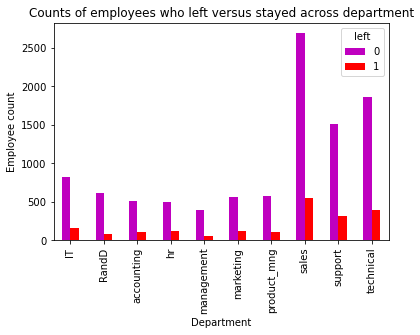 Counts of employees who left versus stayed across department
left
0
1
Employee count
2500
2000
1500
1000
500
0
IT
RandD
accounting
hr
management
marketing
product_mng
sales
support
technical
Department